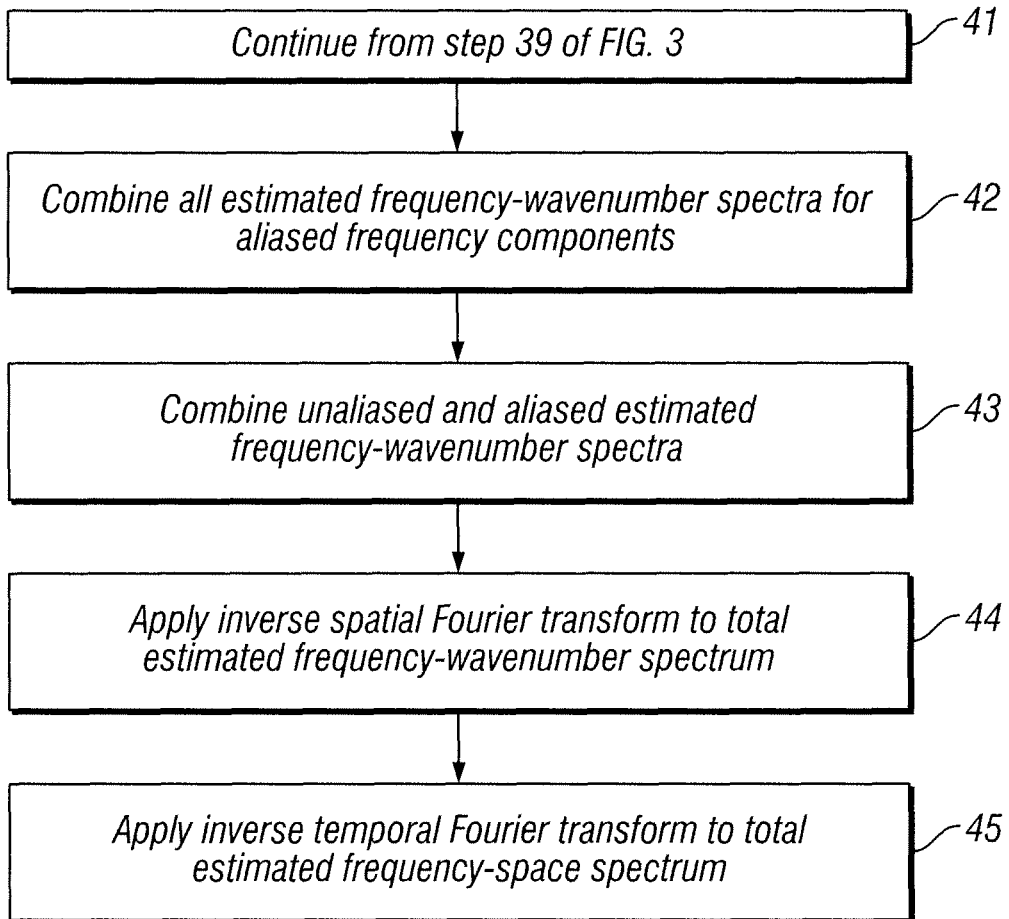 Continue from step 39 of FIG. 3
41
Combine all estimated frequency-wavenumber spectra for
aliased frequency components
42
Combine unaliased and aliased estimated
frequency-wavenumber spectra
43
Apply inverse spatial Fourier transform to total
estimated frequency-wavenumber spectrum
44
Apply inverse temporal Fourier transform to total
estimated frequency-space spectrum
45